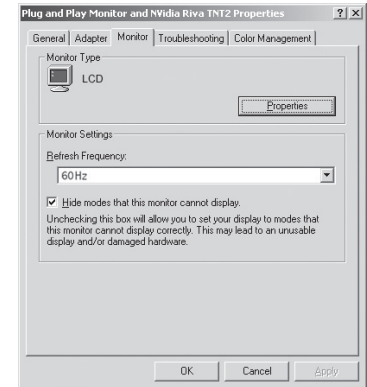 Plug and Play Monitor and NVidia Riva TNT2 Properties
General Adapter Monitor Troubleshooting Color Management
Monitor Type
LCD
Properties
Monitor Settings
Refresh Frequency:
60Hz
Hide modes that this monitor cannot display.
Unchecking this box will allow you to set your display to modes that
this monitor cannot display correctly. This may lead to an unusable
display and/or damaged hardware.
OK Cancel Apply